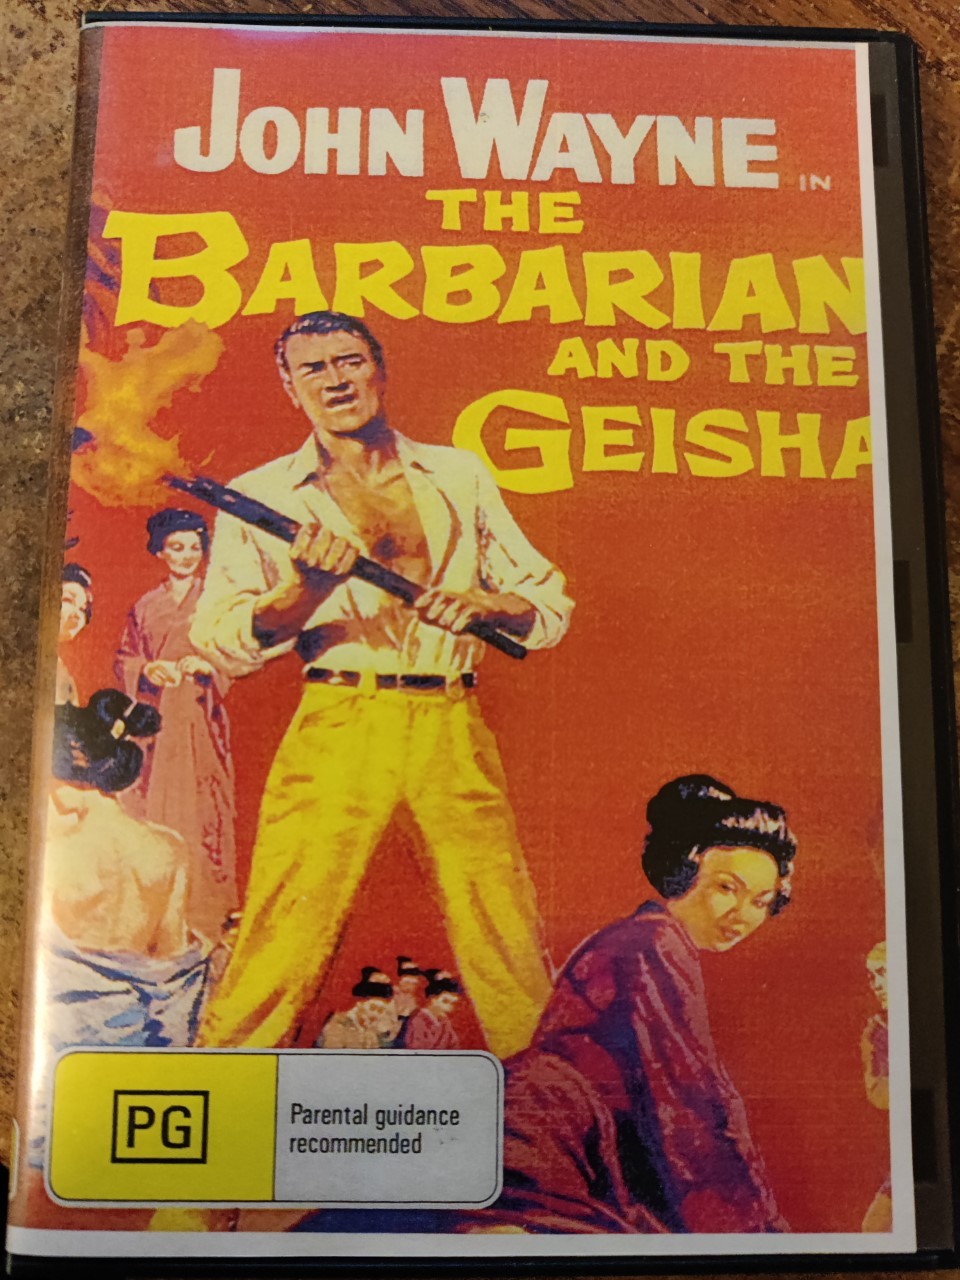 JOHN WAYNE
IN
THE
BARBARIAN
AND THE
GEISHA
PG
Parental guidance
recommended